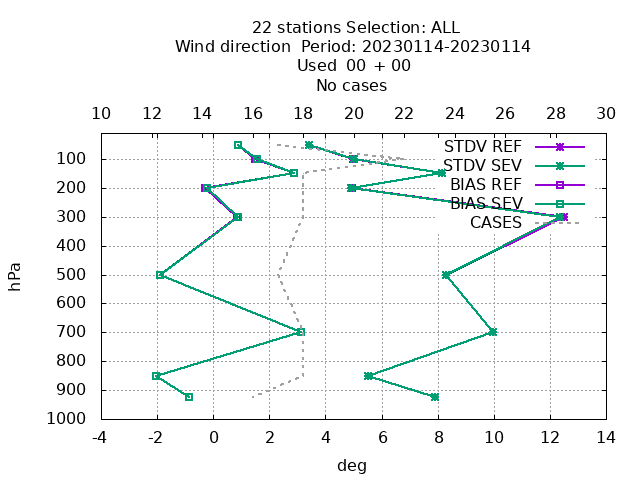 22 stations Selection: ALL
Wind direction  Period: 20230114-20230114
Used  00 + 00
No cases
10 12 14 16 18 20 22 24 26 28 30
STDV REF
STDV SEV
BIAS REF
BIAS SEV
CASES
100
200
300
400
500
600
700
800
900
1000
hPa
-4 -2 0 2 4 6 8 10 12 14
deg